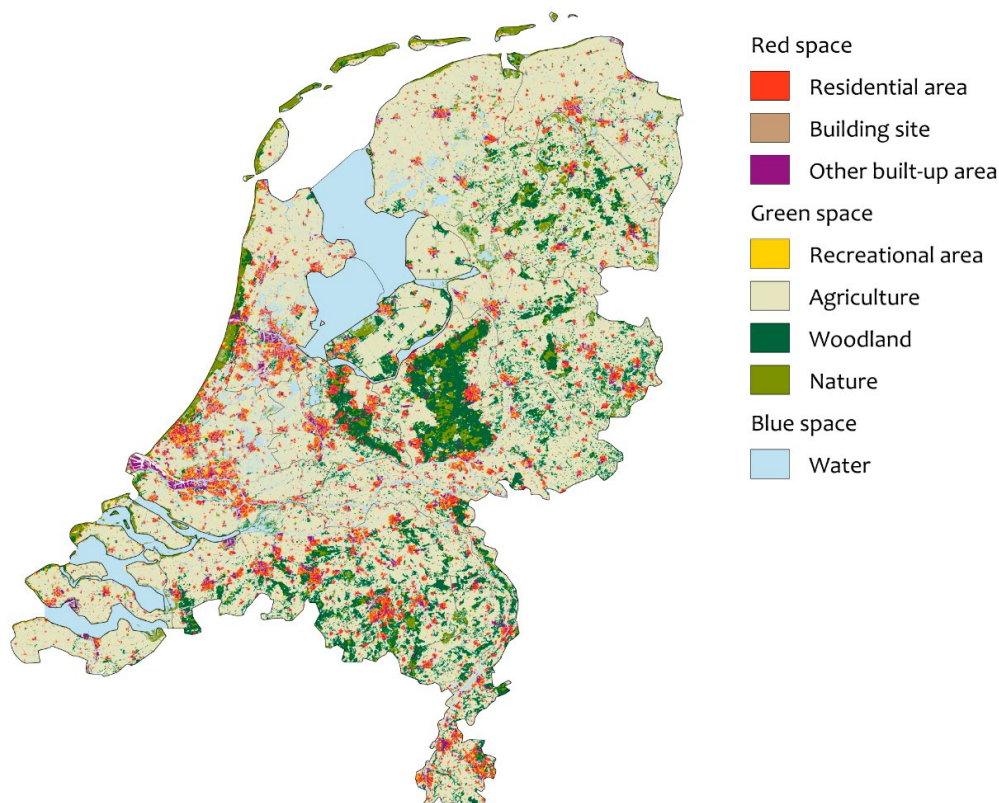 Red space
Residential area
Building site
Other built-up area
Green space
Recreational area
Agriculture
Woodland
Nature
Blue space
Water